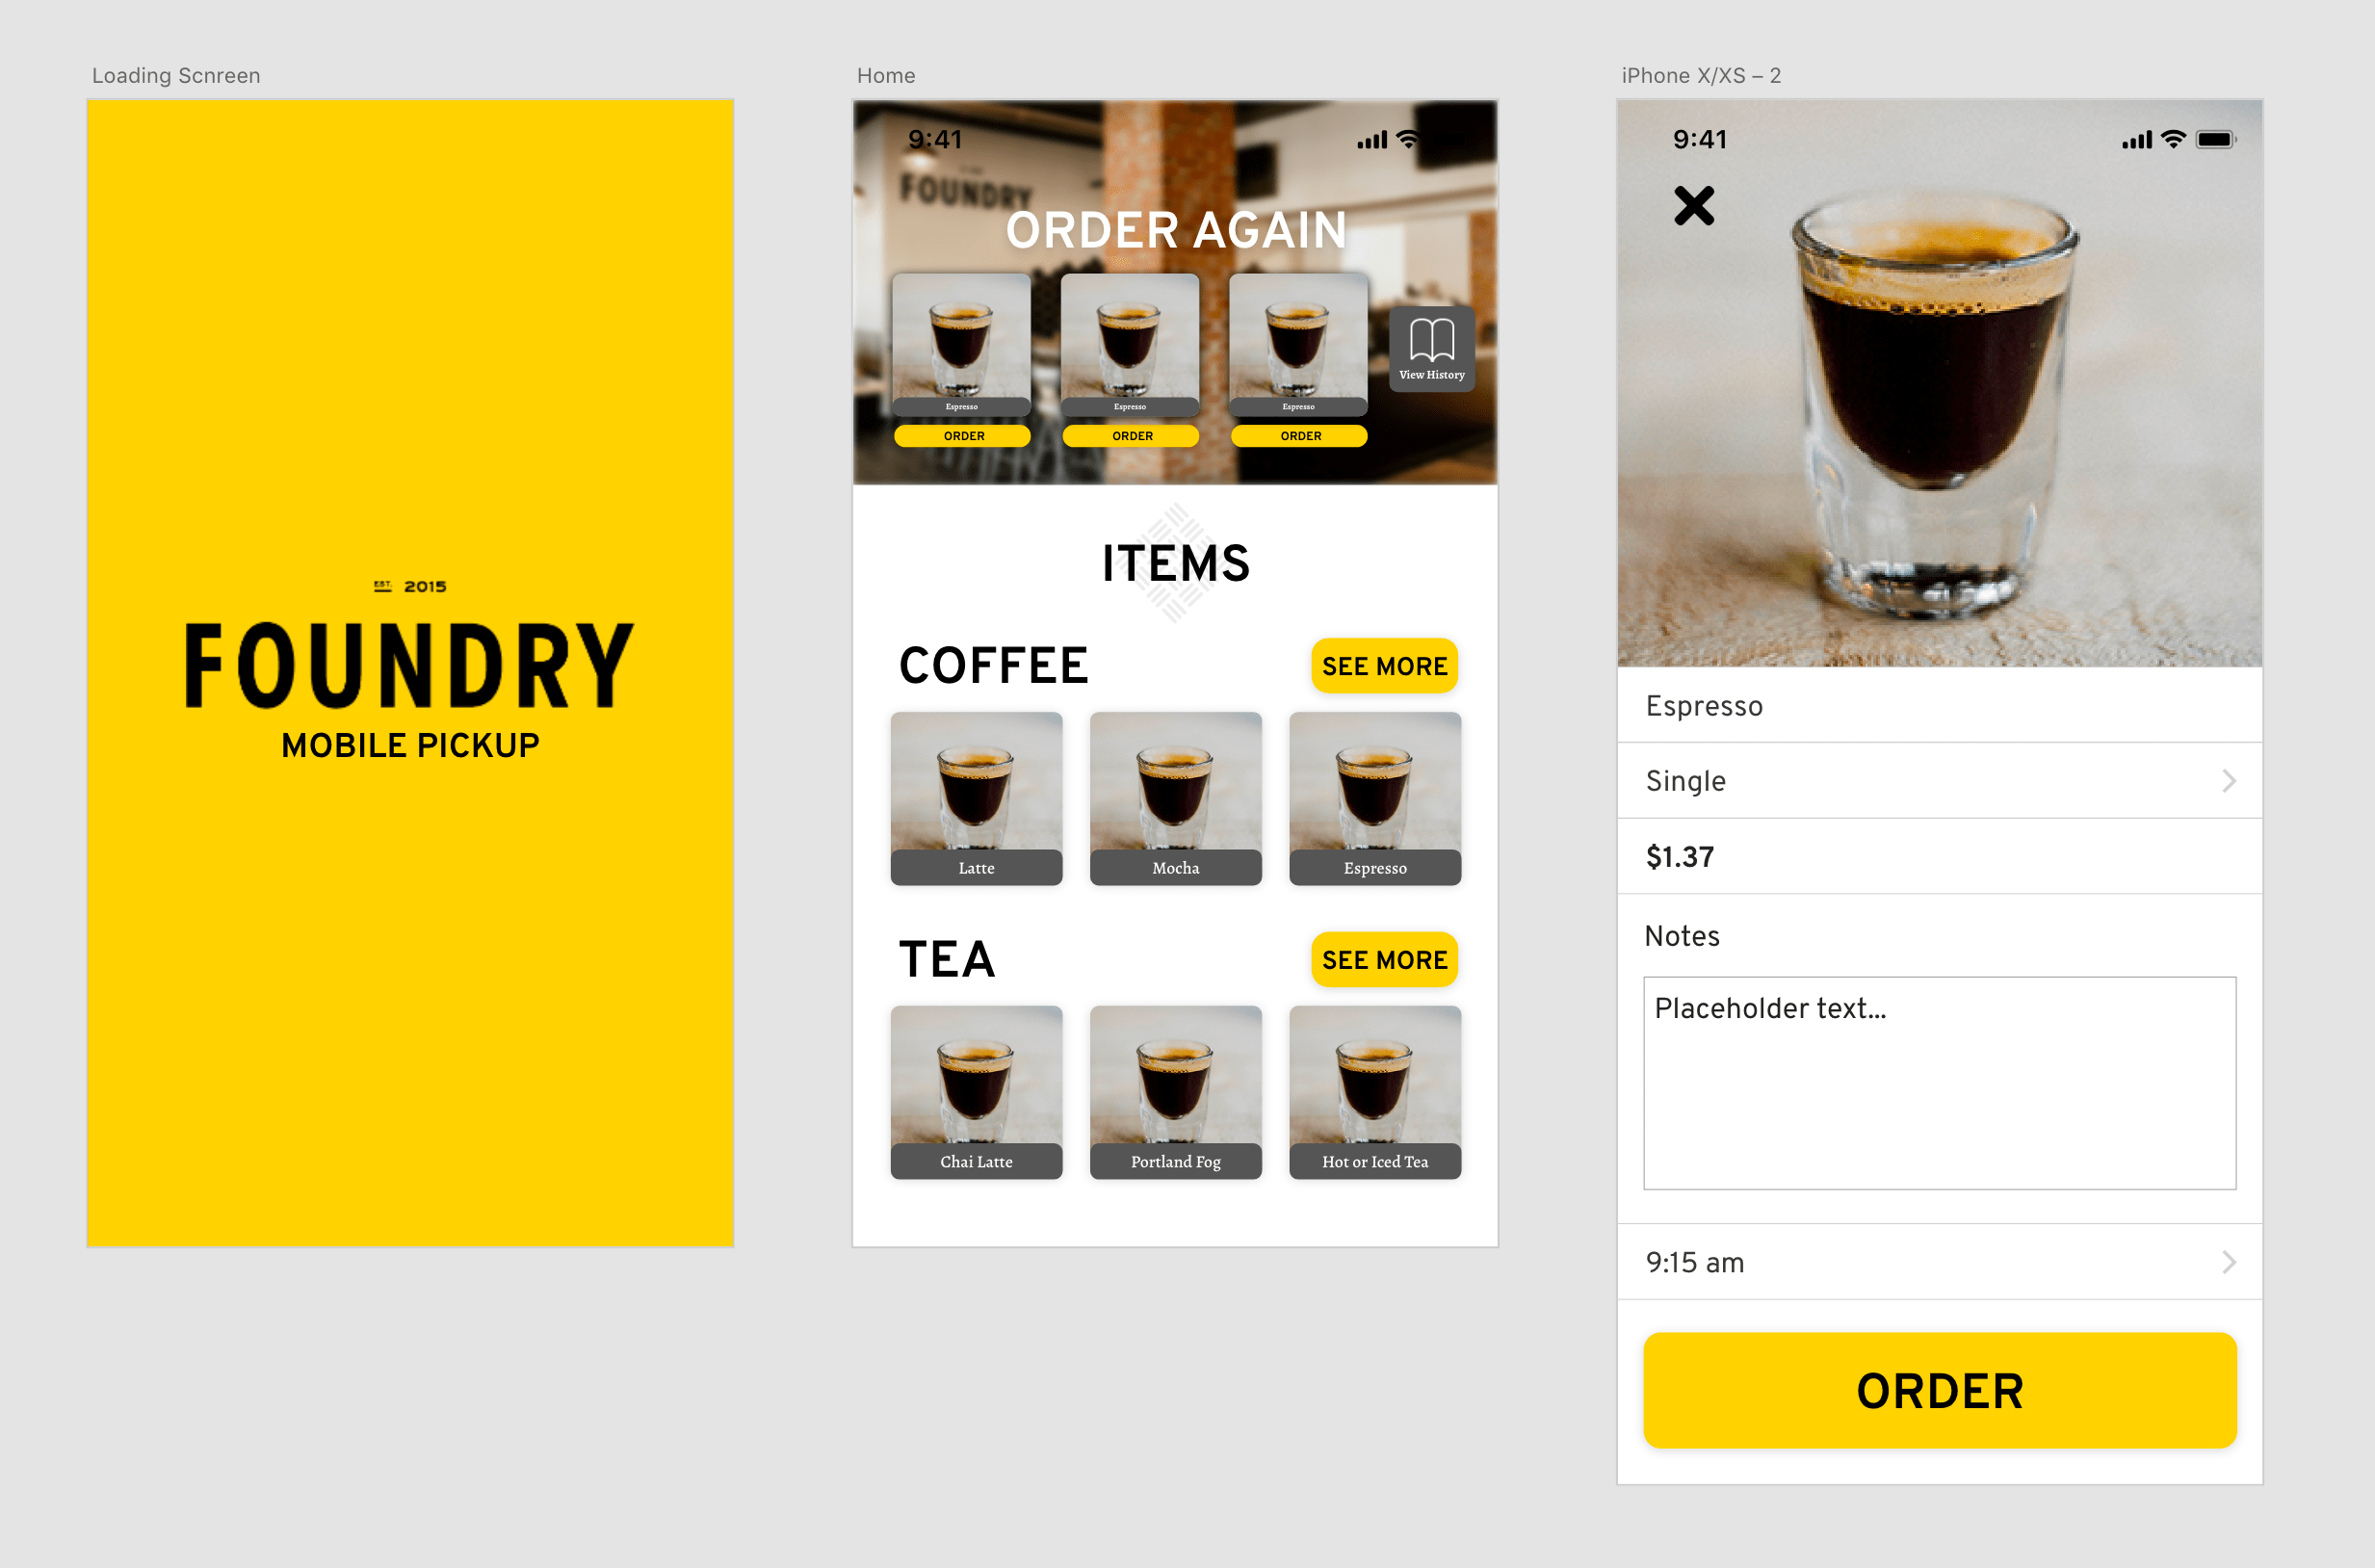 Loading Scnreen
EST. 2015
FOUNDRY
MOBILE PICKUP
Home
9:41
FOUNDRY
ORDER AGAIN
Espresso
Espresso
Espresso
View History
ORDER
ORDER
ORDER
ITEMS
COFFEE
SEE MORE
Latte
Mocha
Espresso
TEA
SEE MORE
Chai Latte
Portland Fog
Hot or Iced Tea
iPhone X/XS – 2
9:41
Espresso
Single
$1.37
Notes
Placeholder text...
9:15 am
ORDER